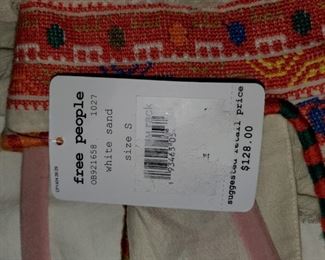 free people
OB921658 1027
white sand
size S
suggested retail price
$128.00